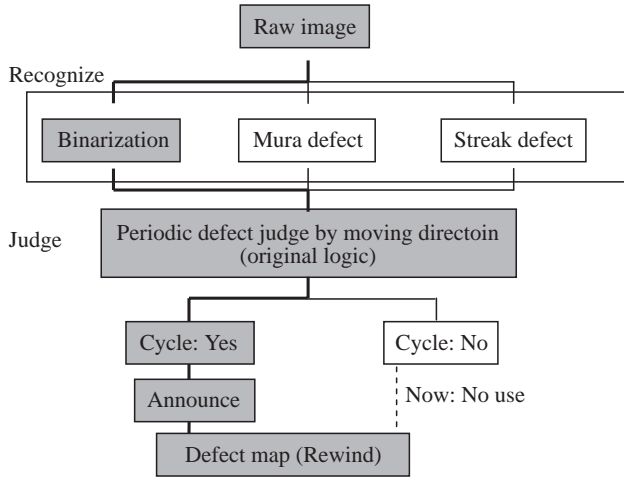 Raw image
Recognize
Binarization
Mura defect
Streak defect
Judge
Periodic defect judge by moving directoin
(original logic)
Cycle: Yes
Cycle: No
Announce
Now: No use
Defect map (Rewind)